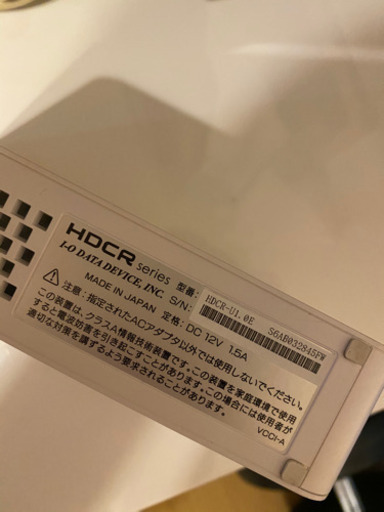 HDCR series 型番: HDCR-U1.0E
I-O DATA DEVICE, INC. S/N: S6AB032845FW
MADE IN JAPAN 定格: DC 12V 1.5A
注意:指定されたACアダプタ以外では使用しないでください。
この装置は、クラスA情報技術装置です。この装置を家庭環境で使用
すると電波妨害を引き起こすことがあります。この場合には使用者が
適切な対策を講ずるよう要求されることがあります。
VCCI-A